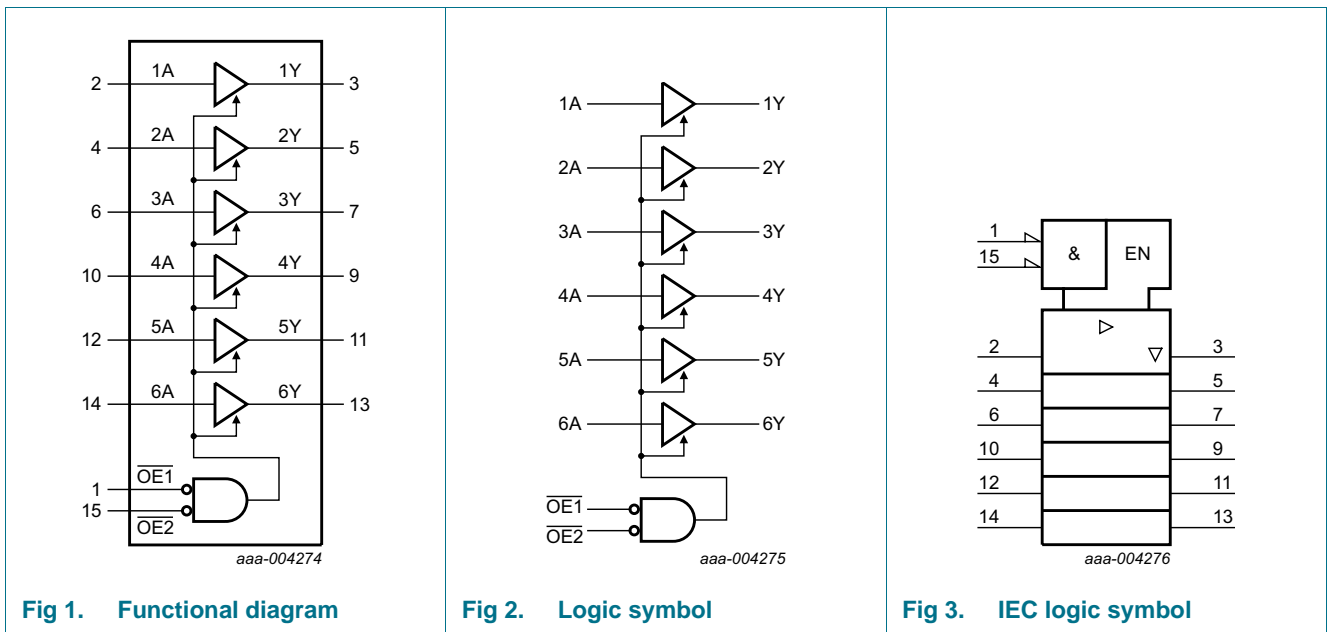 2 1A 1Y 3
4 2A 2Y 5
6 3A 3Y 7
10 4A 4Y 9
12 5A 5Y 11
14 6A 6Y 13
1 OE1
15 OE2
aaa-004274
Fig 1. Functional diagram
1A 1Y
2A 2Y
3A 3Y
4A 4Y
5A 5Y
6A 6Y
OE1
OE2
aaa-004275
Fig 2. Logic symbol
1
15
& EN
2 3
4 5
6 7
10 9
12 11
14 13
aaa-004276
Fig 3. IEC logic symbol